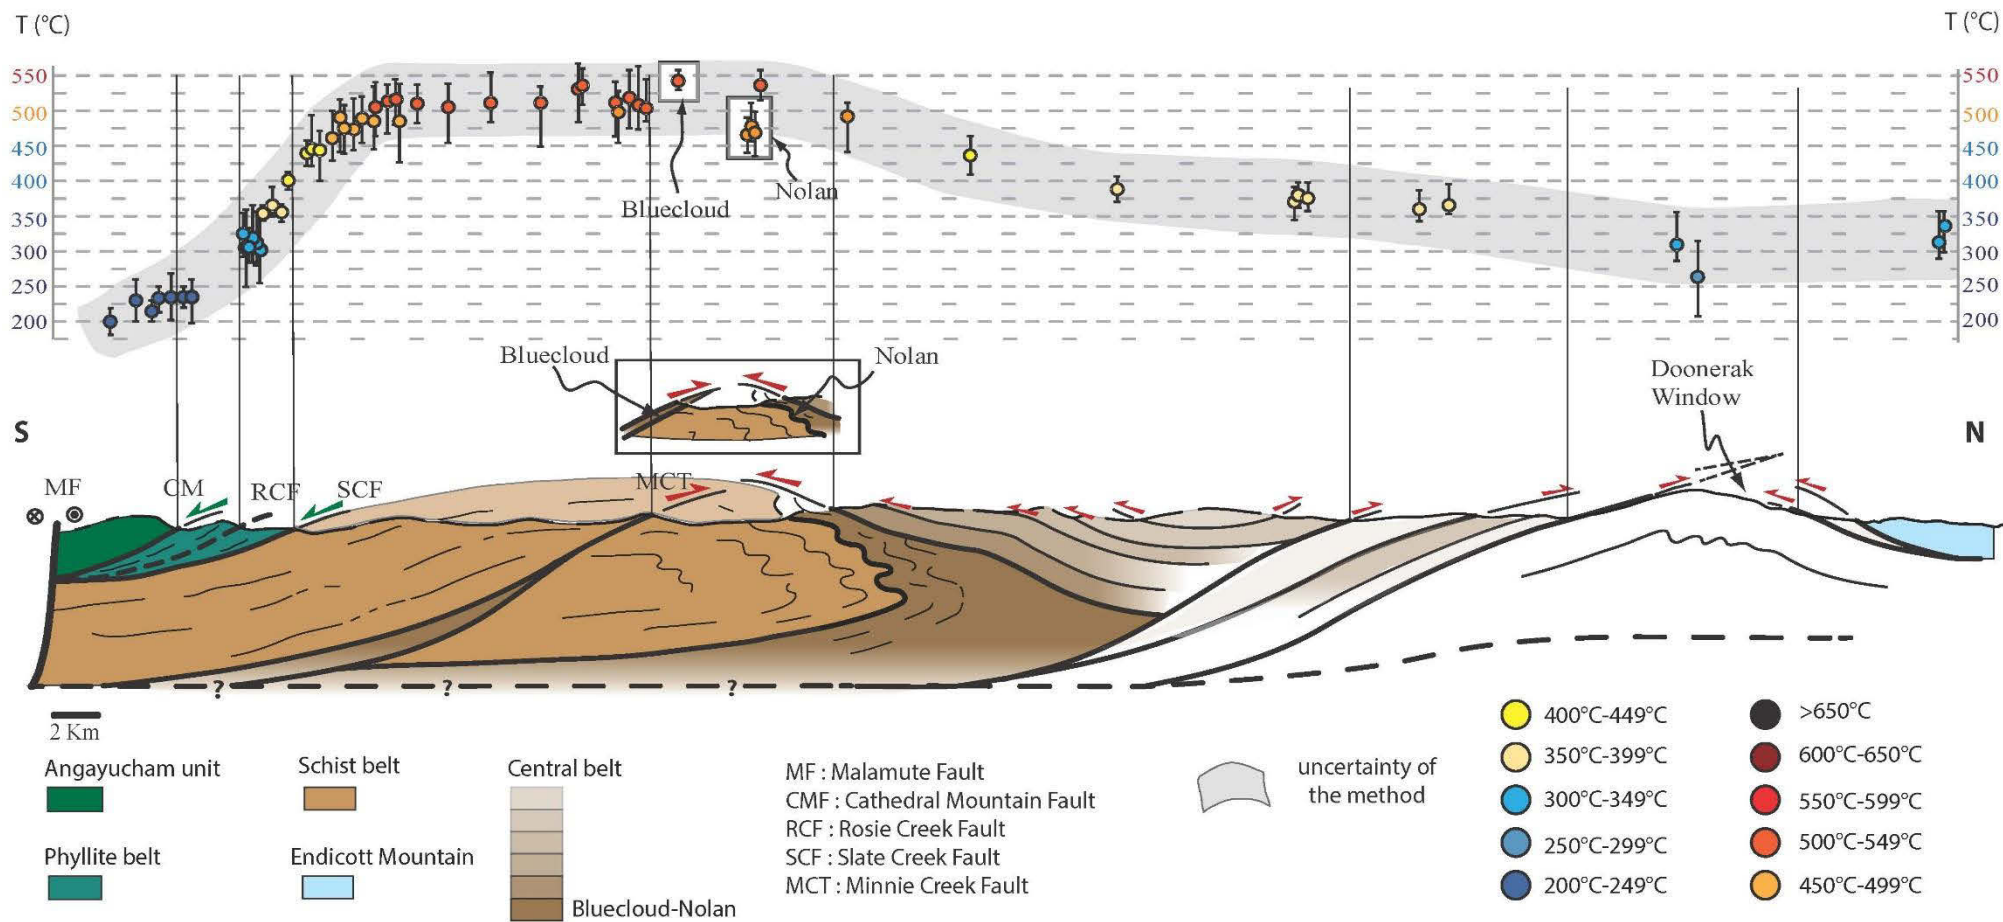 T (°C)
T (°C)
550
550
500
500
450
450
400
400
350
350
300
300
250
250
200
200
Bluecloud
Nolan
Bluecloud
Nolan
Doonerak
Window
S
N
MF
CM
RCF
SCF
MCT
?
?
?
2 Km
Angayucham unit
Schist belt
Central belt
Phyllite belt
Endicott Mountain
Bluecloud-Nolan
MF : Malamute Fault
CMF : Cathedral Mountain Fault
RCF : Rosie Creek Fault
SCF : Slate Creek Fault
MCT : Minnie Creek Fault
uncertainty of
the method
400°C-449°C
350°C-399°C
300°C-349°C
250°C-299°C
200°C-249°C
>650°C
600°C-650°C
550°C-599°C
500°C-549°C
450°C-499°C